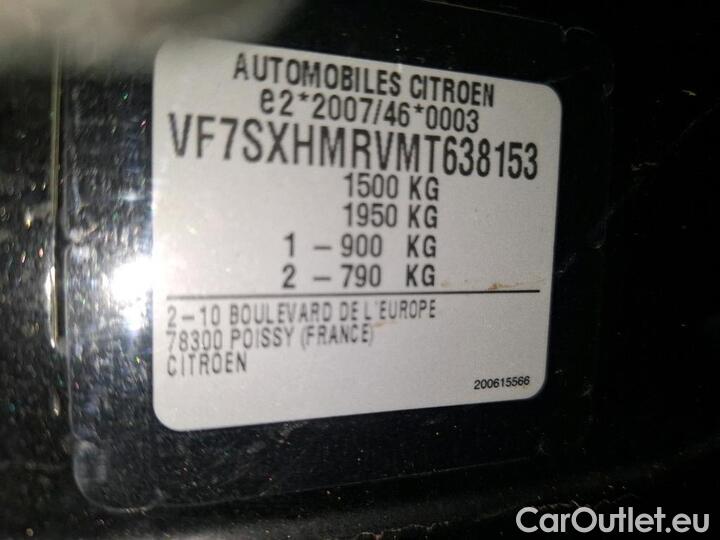 AUTOMOBILES CITROEN
e2*2007/46*0003
VF7SXHMRVMT638153
1500 KG
1950 KG
1 - 900 KG
2 - 790 KG
2-10 BOULEVARD DE L'EUROPE
78300 POISSY (FRANCE)
CITROEN
200615566
CarOutlet.eu